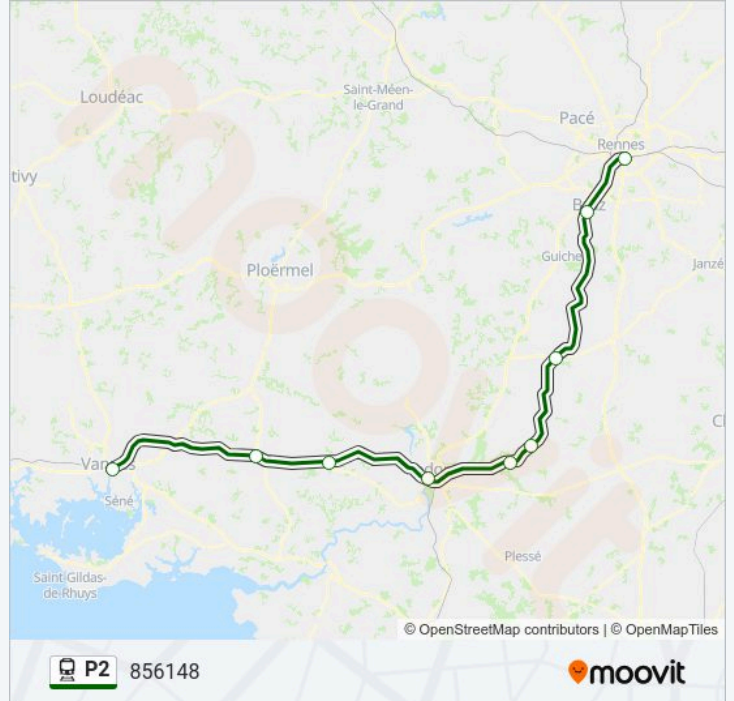 Loudéac
Saint-Méen-
le-Grand
Pacé
Rennes
tivy
Guiche
Janzé
Ploërmel
Séné
Saint-Gildas-
de-Rhuys
Plessé
© OpenStreetMap contributors | © OpenMapTiles
P2 856148
moovit